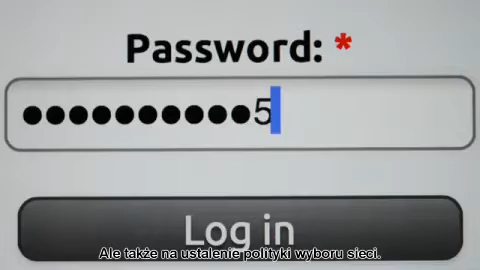 Password: *
●●●●●●●●●●5
Log in
Ale także na ustalenie polityki wyboru sieci.